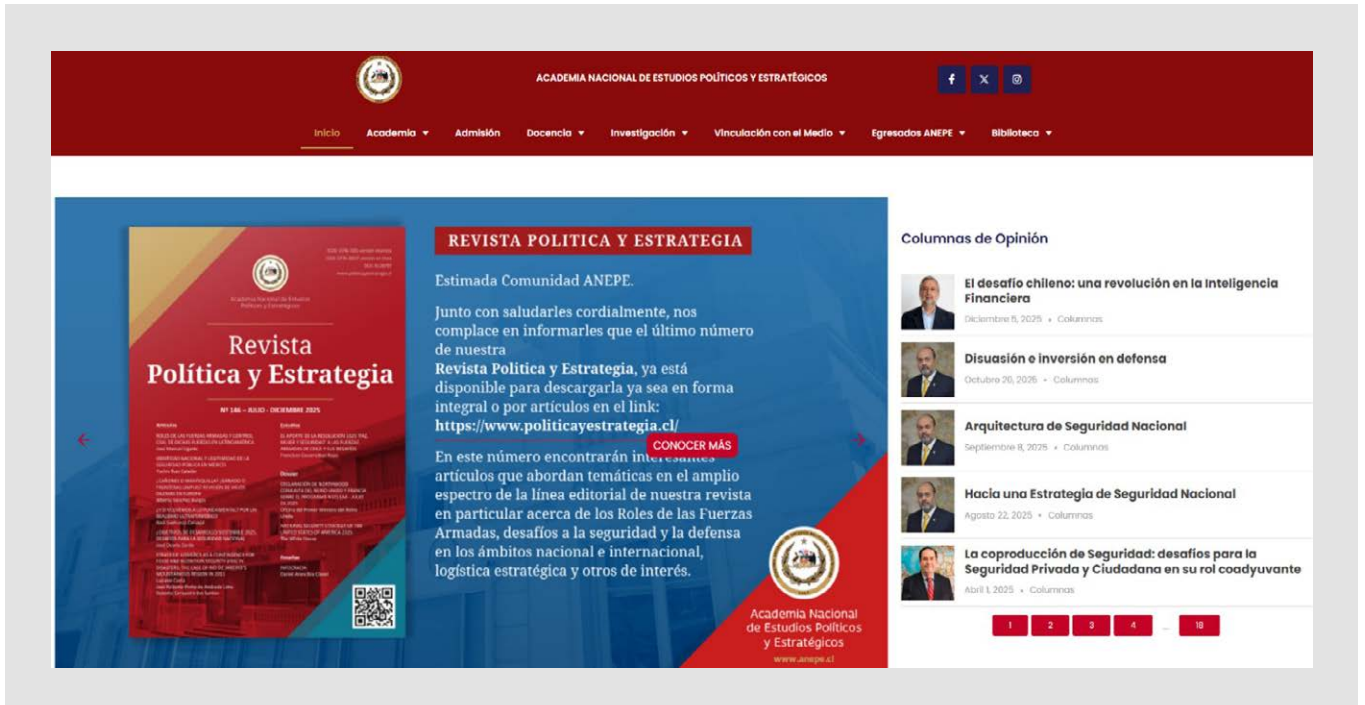 ACADEMIA NACIONAL DE ESTUDIOS POLÍTICOS Y ESTRATÉGICOS
Inicio
Academia
Admisión
Docencia
Investigación
Vinculación con el Medio
Egresados ANEPE
Biblioteca
Academia Nacional de Estudios
Políticos y Estratégicos
Revista
Política y Estrategia
Nº 146 – JULIO - DICIEMBRE 2025
REVISTA POLITICA Y ESTRATEGIA
Estimada Comunidad ANEPE.
Junto con saludarles cordialmente, nos
complace en informarles que el último número
de nuestra
Revista Política y Estrategia, ya está
disponible para descargarla ya sea en forma
integral o por artículos en el link:
https://www.politicayestrategia.cl/
CONOCER MÁS
En este número encontrarán interesantes
artículos que abordan temáticas en el amplio
espectro de la línea editorial de nuestra revista
en particular acerca de los Roles de las Fuerzas
Armadas, desafíos a la seguridad y la defensa
en los ámbitos nacional e internacional,
logística estratégica y otros de interés.
Academia Nacional
de Estudios Políticos
y Estratégicos
www.anepe.cl
Columnas de Opinión
El desafío chileno: una revolución en la Inteligencia
Financiera
Diciembre 5, 2025 • Columnas
Disuasión e inversión en defensa
Octubre 20, 2025 • Columnas
Arquitectura de Seguridad Nacional
Septiembre 8, 2025 • Columnas
Hacia una Estrategia de Seguridad Nacional
Agosto 22, 2025 • Columnas
La coproducción de Seguridad: desafíos para la
Seguridad Privada y Ciudadana en su rol coadyuvante
Abril 1, 2025 • Columnas
1 2 3 4 ... 18